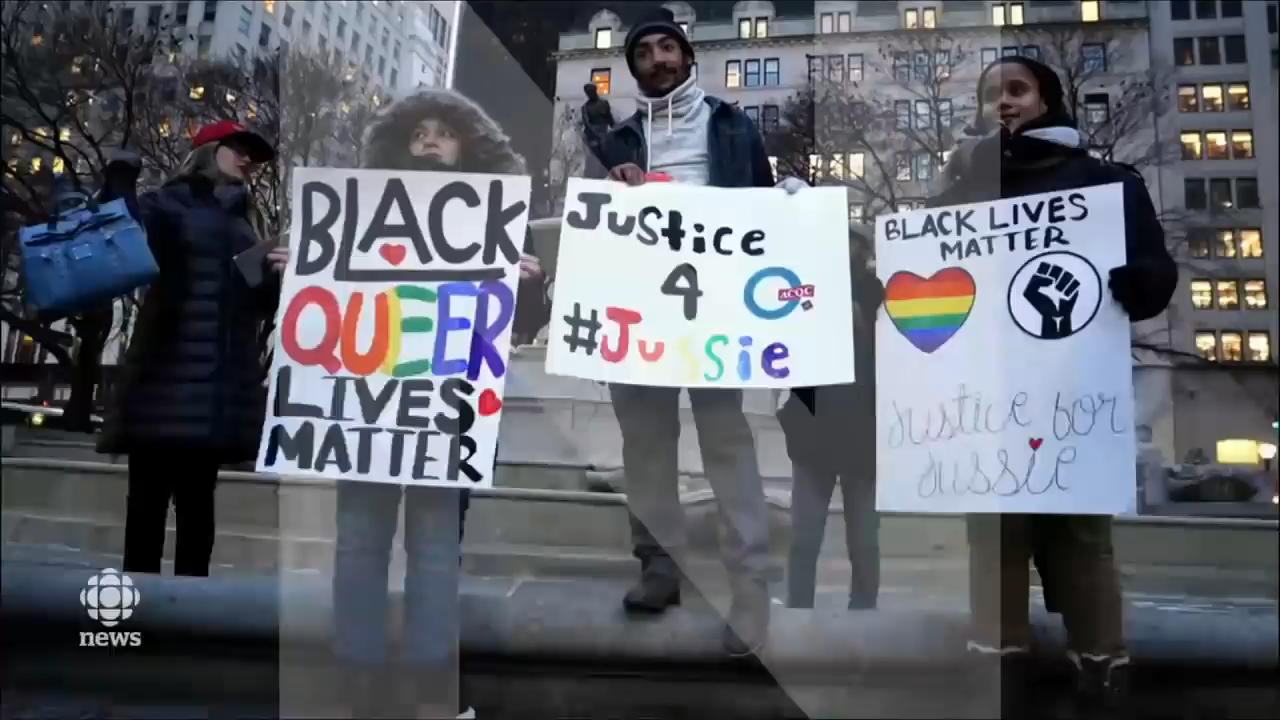 BLACK
QUEER
LIVES
MATTER
Justice
4
ACQC
#Jussie
BLACK LIVES
MATTER
Justice for
Jussie
news